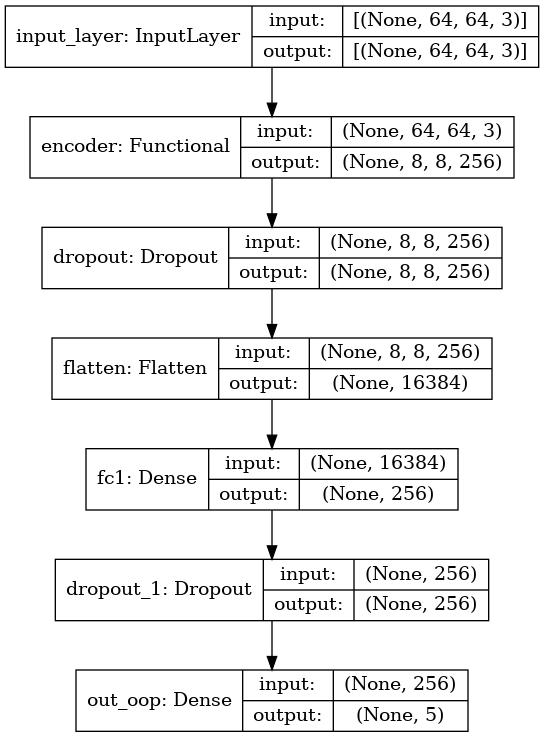 input_layer: InputLayer
input:
[(None, 64, 64, 3)]
output:
[(None, 64, 64, 3)]
encoder: Functional
input:
(None, 64, 64, 3)
output:
(None, 8, 8, 256)
dropout: Dropout
input:
(None, 8, 8, 256)
output:
(None, 8, 8, 256)
flatten: Flatten
input:
(None, 8, 8, 256)
output:
(None, 16384)
fc1: Dense
input:
(None, 16384)
output:
(None, 256)
dropout_1: Dropout
input:
(None, 256)
output:
(None, 256)
out_oop: Dense
input:
(None, 256)
output:
(None, 5)